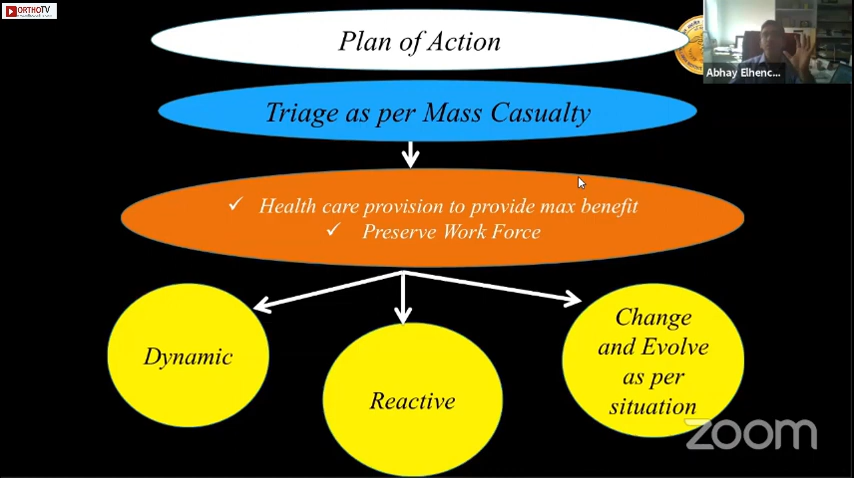 ORTHOTV
Abhay Elhenc...
Plan of Action
Triage as per Mass Casualty
✓ Health care provision to provide max benefit
✓ Preserve Work Force
Dynamic
Reactive
Change
and Evolve
as per
situation
zoom